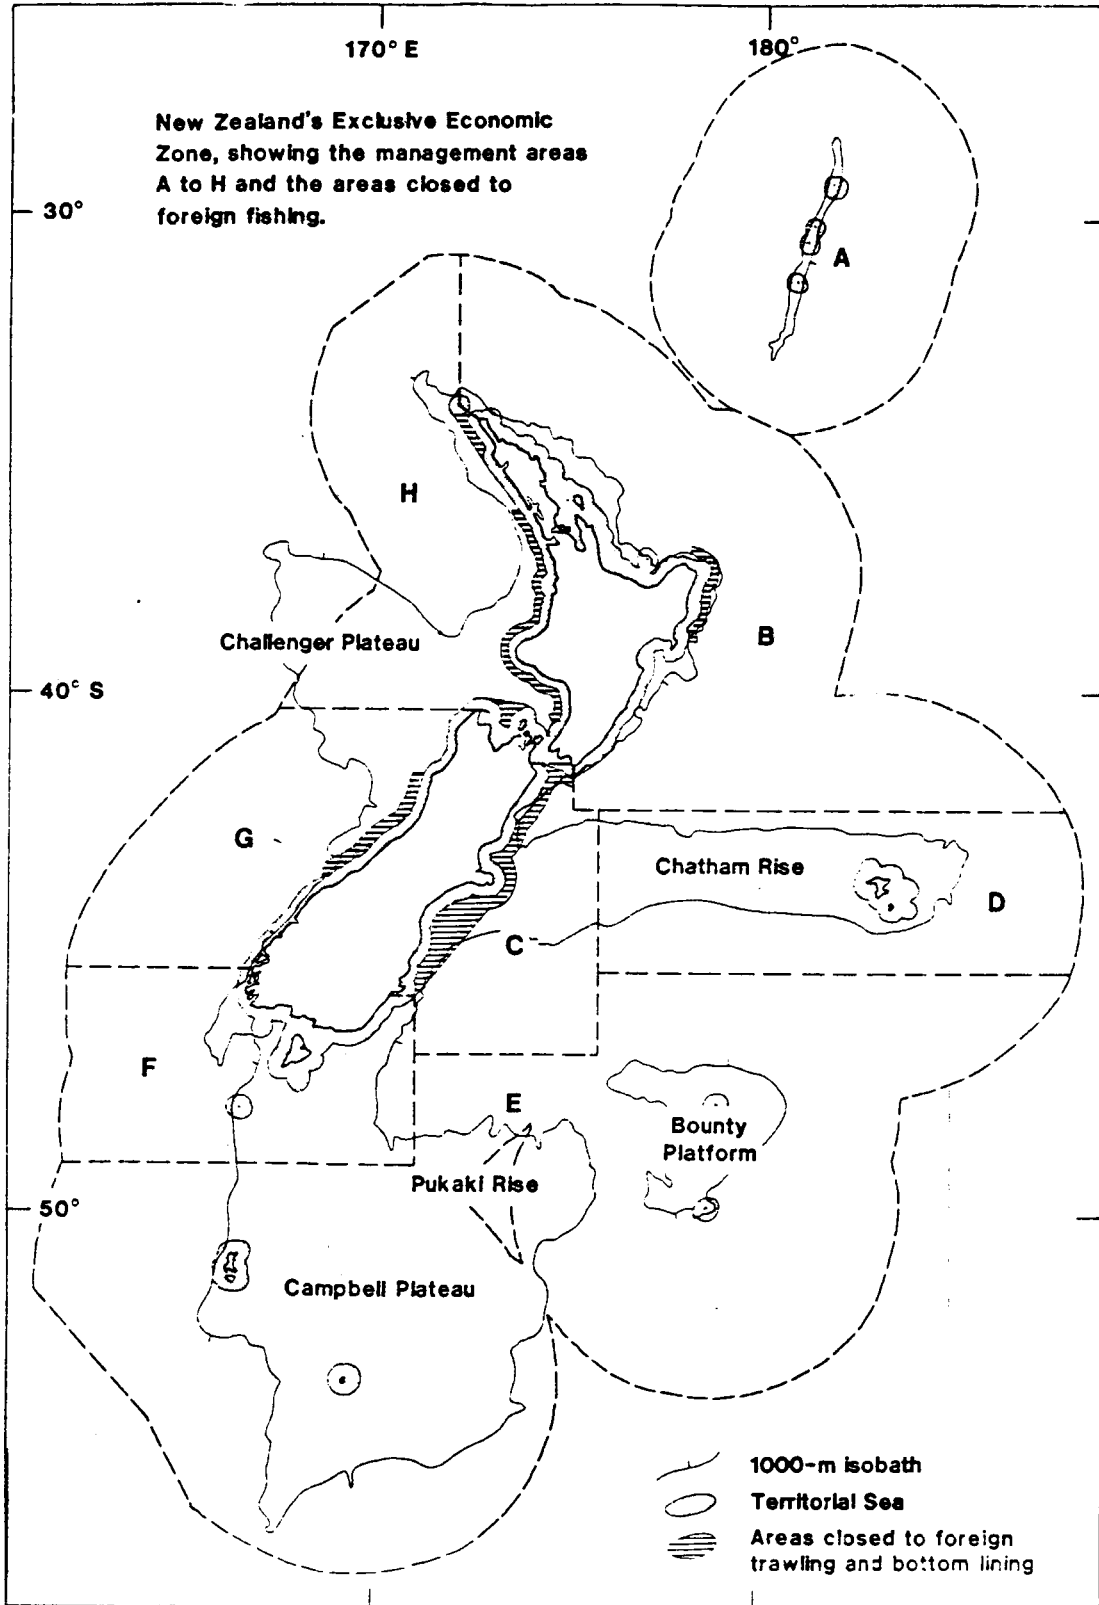 170° E
180°
New Zealand's Exclusive Economic
Zone, showing the management areas
A to H and the areas closed to
foreign fishing.
30°
A
H
B
Challenger Plateau
40° S
G
Chatham Rise
D
C
F
E
Bounty
Platform
Pukaki Rise
50°
Campbell Plateau
1000-m isobath
Territorial Sea
Areas closed to foreign
trawling and bottom lining